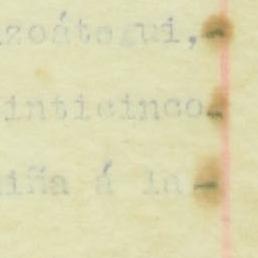 zoátegui,-
inticinco-
iña á la -